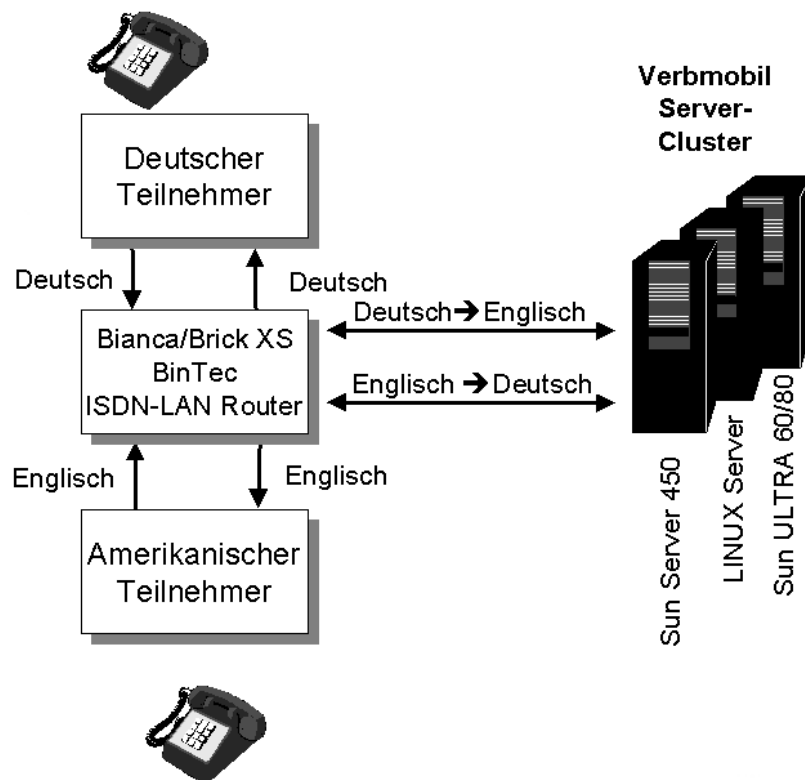 Verbmobil
Server-
Cluster
Deutscher
Teilnehmer
Deutsch
Deutsch
Bianca/Brick XS
BinTec
ISDN-LAN Router
Deutsch➔Englisch
Englisch ➔Deutsch
Englisch
Englisch
Amerikanischer
Teilnehmer
Sun Server 450
LINUX Server
Sun ULTRA 60/80